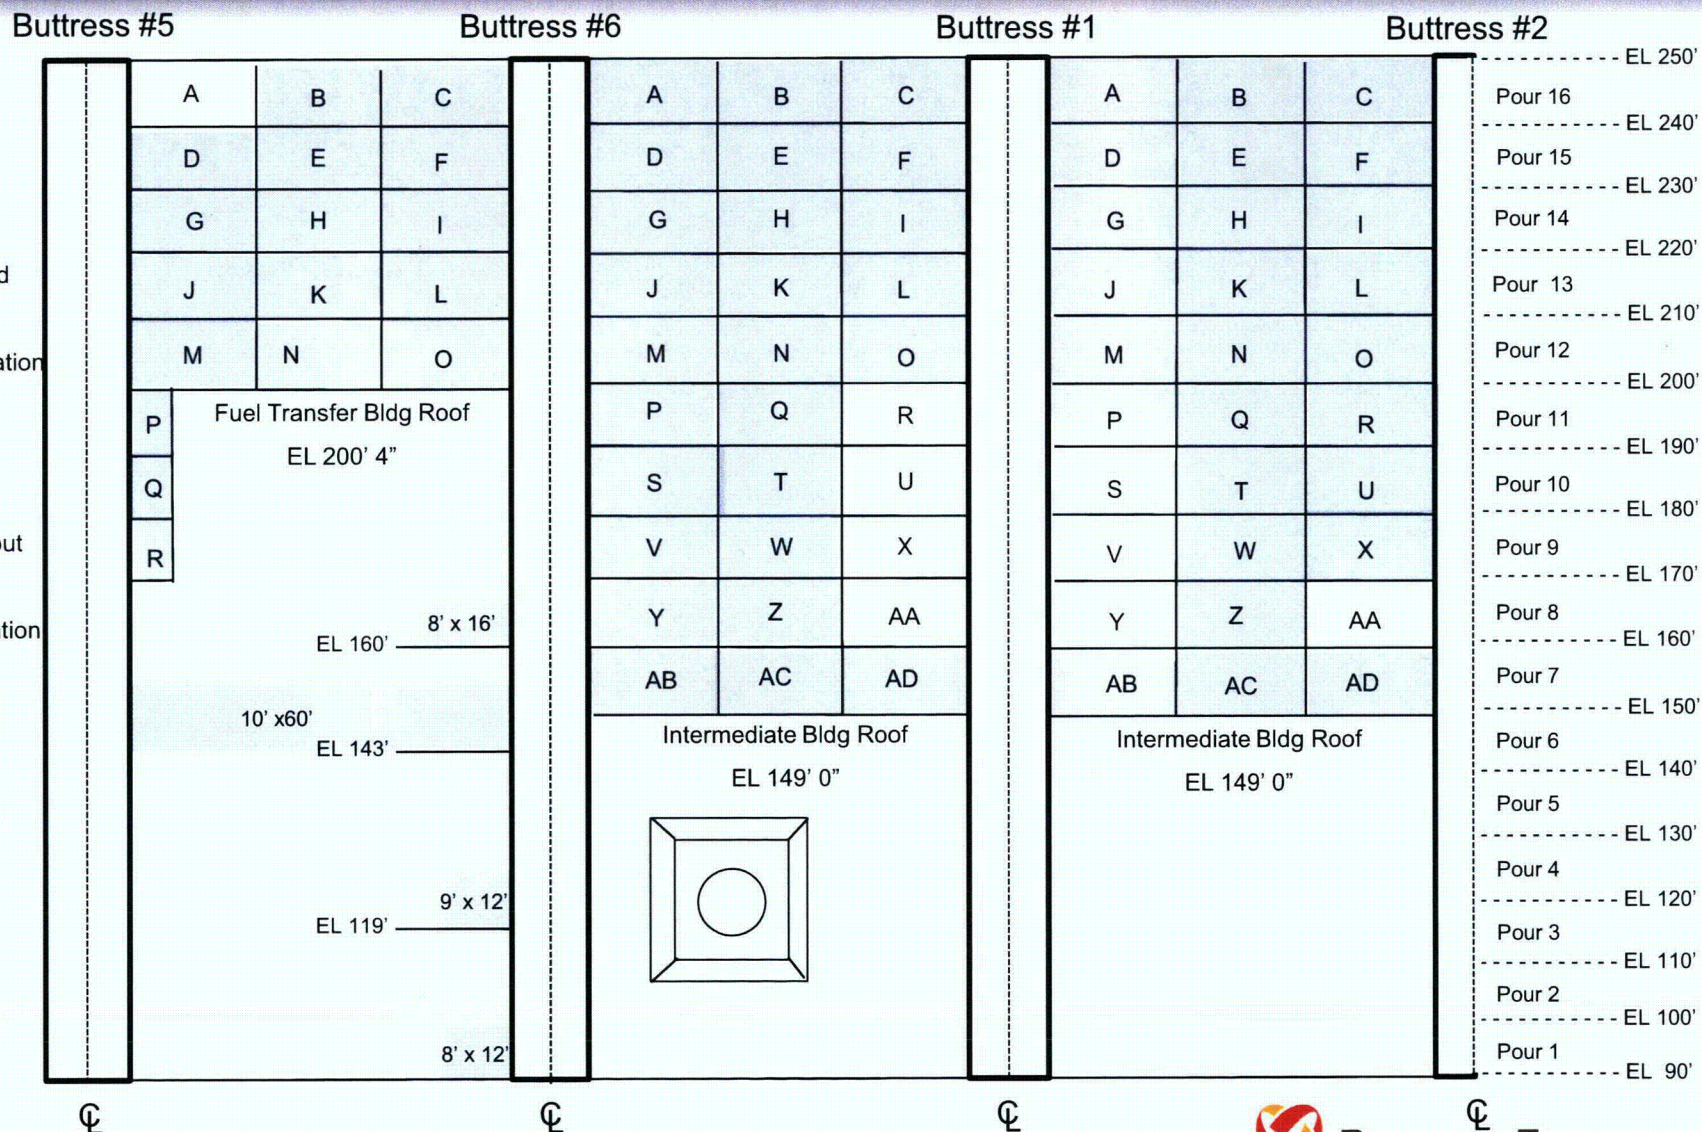 Buttress #5 Buttress #6 Buttress #1 Buttress #2
EL 250'
A B C A B C A B C Pour 16
EL 240'
D E F D E F D E F Pour 15
EL 230'
G H I G H I G H I Pour 14
EL 220'
d
J K L J K L J K L Pour 13
EL 210'
ation
M N O M N O M N O Pour 12
EL 200'
P Fuel Transfer Bldg Roof P Q R P Q R Pour 11
EL 200' 4” EL 190'
Q S T U S T U Pour 10
EL 180'
out
R V W X V W X Pour 9
EL 170'
8' x 16' Y Z AA Y Z AA Pour 8
tion
EL 160' EL 160'
AB AC AD AB AC AD Pour 7
EL 150'
10' x60' Intermediate Bldg Roof Intermediate Bldg Roof Pour 6
EL 143' EL 149' 0” EL 149' 0” EL 140'
Pour 5
EL 130'
Pour 4
9' x 12' EL 120'
EL 119' Pour 3
EL 110'
Pour 2
EL 100'
8' x 12' Pour 1
EL 90'
℄ ℄ ℄ ℄